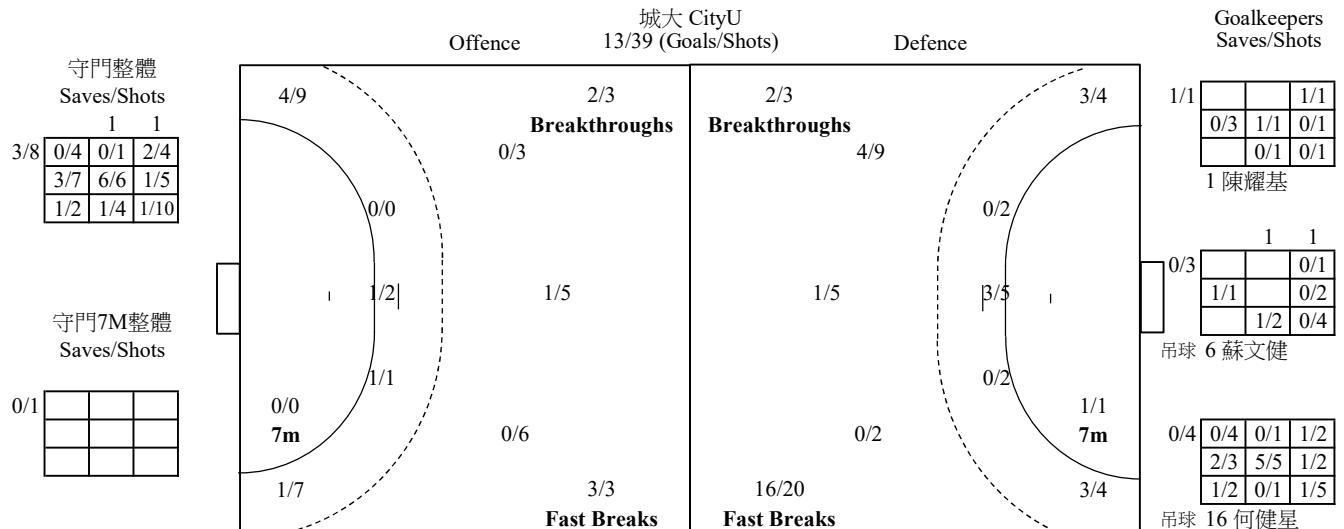 城大 CityU
13/39 (Goals/Shots)
Offence
Defence
守門整體
Saves/Shots
1 1
3/8 0/4 0/1 2/4
3/7 6/6 1/5
1/2 1/4 1/10
守門7M整體
Saves/Shots
0/1
4/9
2/3
Breakthroughs
0/3
0/0
1/2
1/5
1/1
0/0
7m
0/6
1/7
3/3
Fast Breaks
2/3
Breakthroughs
3/4
4/9
0/2
1/5
3/5
0/2
1/1
7m
0/2
16/20
Fast Breaks
3/4
Goalkeepers
Saves/Shots
1/1 1/1
0/3 1/1 0/1
0/1 0/1
1 陳耀基
1 1
0/3 0/1
1/1 0/2
1/2 0/4
吊球 6 蘇文健
0/4 0/4 0/1 1/2
2/3 5/5 1/2
1/2 0/1 1/5
吊球 16 何健星